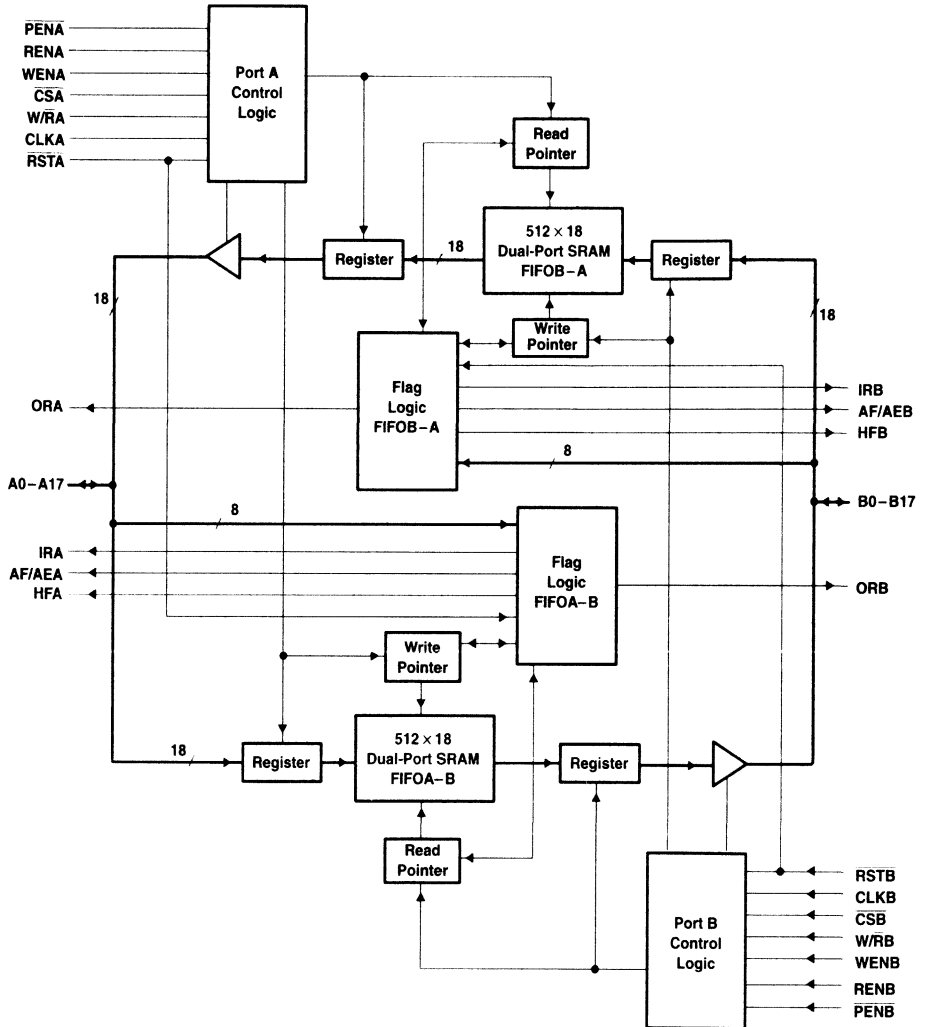 PENA
RENA
WENA
CSA
W/RA
CLKA
RSTA
Port A
Control
Logic
Read
Pointer
512 × 18
Dual-Port SRAM
FIFOB–A
Register
18
Register
18
18
Write
Pointer
Flag
Logic
FIFOB–A
ORA
IRB
AF/AEB
HFB
8
A0–A17
B0–B17
8
IRA
AF/AEA
HFA
Flag
Logic
FIFOA–B
ORB
Write
Pointer
18
Register
512 × 18
Dual-Port SRAM
FIFOA–B
Register
Read
Pointer
Port B
Control
Logic
RSTB
CLKB
CSB
W/RB
WENB
RENB
PENB